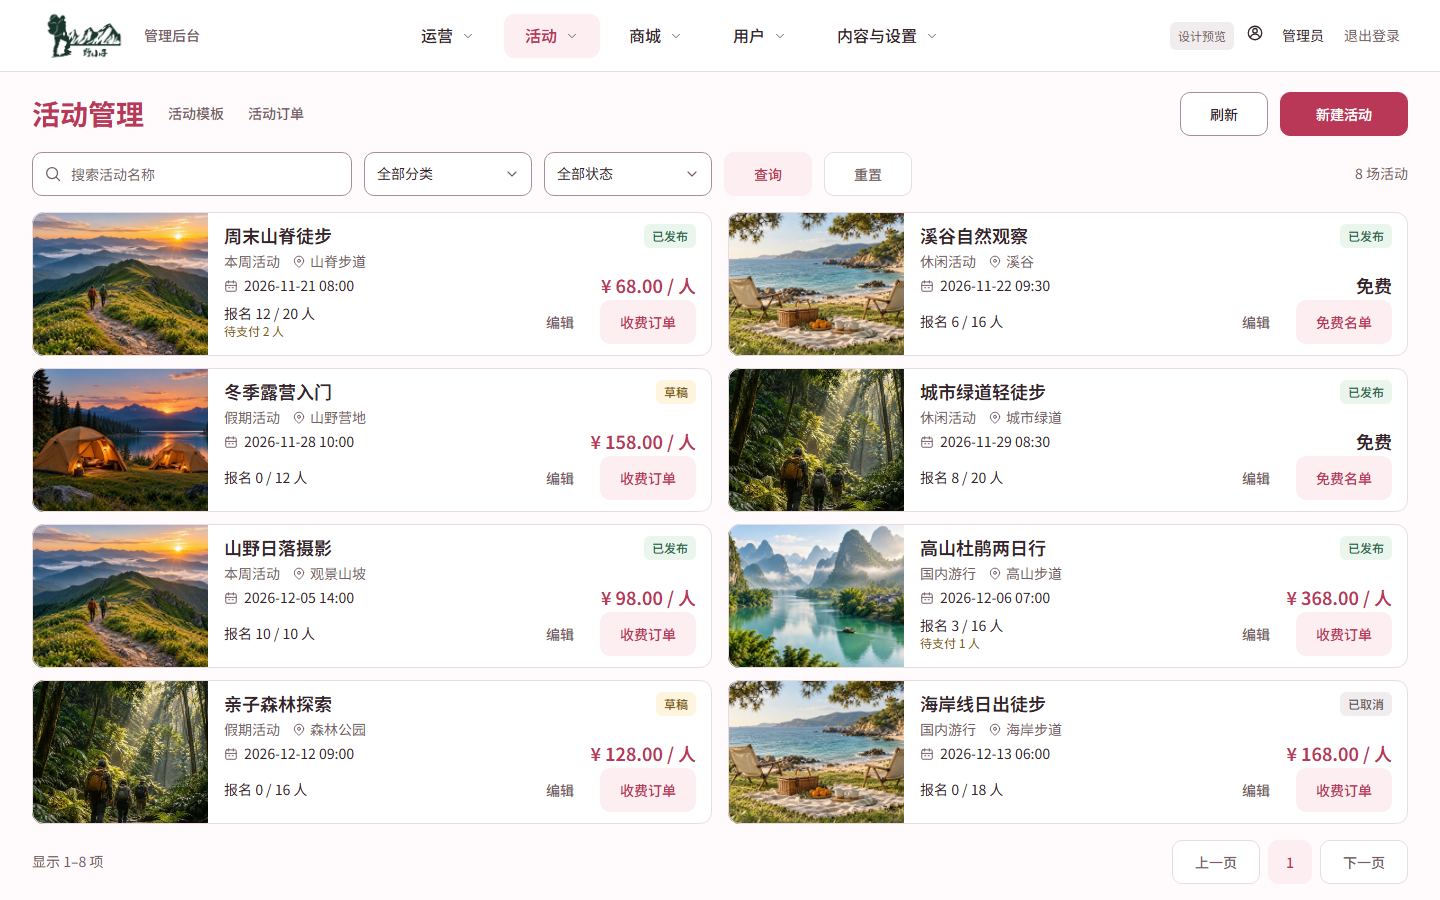 野小子
管理后台
运营
活动
商城
用户
内容与设置
设计预览
管理员
退出登录
活动管理
活动模板
活动订单
刷新
新建活动
搜索活动名称
全部分类
全部状态
查询
重置
8 场活动
周末山脊徒步
已发布
本周活动 山脊步道
2026-11-21 08:00
¥ 68.00 / 人
报名 12 / 20 人
待支付 2 人
编辑
收费订单
溪谷自然观察
已发布
休闲活动 溪谷
2026-11-22 09:30
免费
报名 6 / 16 人
编辑
免费名单
冬季露营入门
草稿
假期活动 山野营地
2026-11-28 10:00
¥ 158.00 / 人
报名 0 / 12 人
编辑
收费订单
城市绿道轻徒步
已发布
休闲活动 城市绿道
2026-11-29 08:30
免费
报名 8 / 20 人
编辑
免费名单
山野日落摄影
已发布
本周活动 观景山坡
2026-12-05 14:00
¥ 98.00 / 人
报名 10 / 10 人
编辑
收费订单
高山杜鹃两日行
已发布
国内游行 高山步道
2026-12-06 07:00
¥ 368.00 / 人
报名 3 / 16 人
待支付 1 人
编辑
收费订单
亲子森林探索
草稿
假期活动 森林公园
2026-12-12 09:00
¥ 128.00 / 人
报名 0 / 16 人
编辑
收费订单
海岸线日出徒步
已取消
国内游行 海岸步道
2026-12-13 06:00
¥ 168.00 / 人
报名 0 / 18 人
编辑
收费订单
显示 1–8 项
上一页
1
下一页